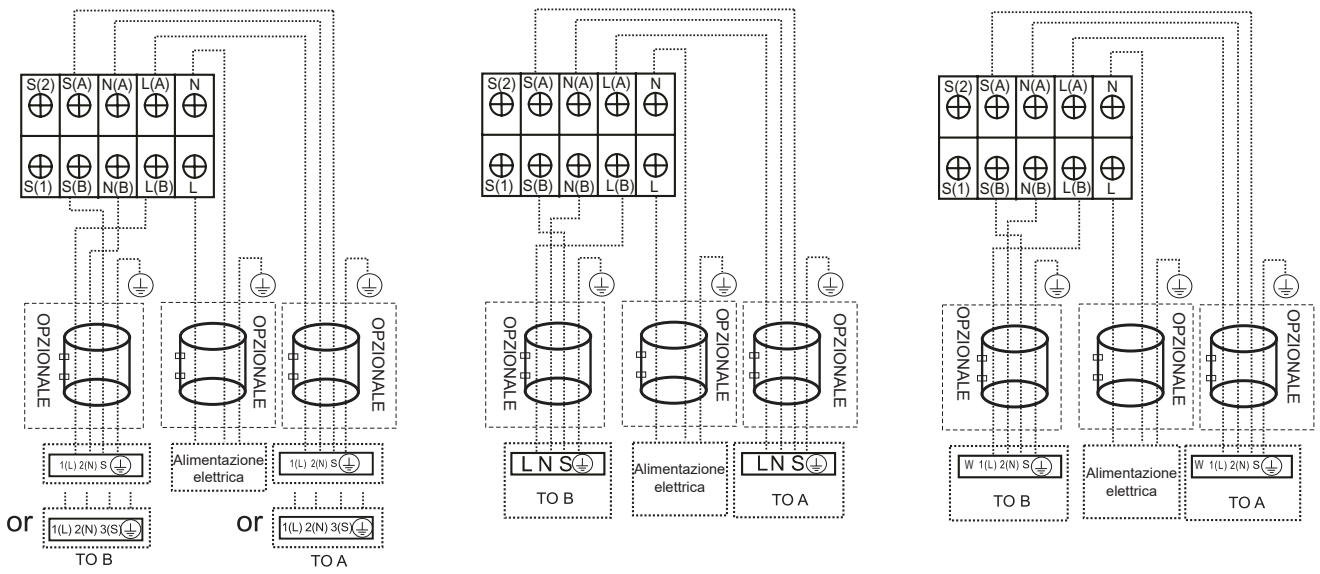 S(2) S(A) N(A) L(A) N
S(1) S(B) N(B) L(B) L
OPZIONALE
OPZIONALE
OPZIONALE
1(L) 2(N) S
Alimentazione
elettrica
1(L) 2(N) S
or
1(L) 2(N) 3(S)
TO B
or
1(L) 2(N) 3(S)
TO A
S(2) S(A) N(A) L(A) N
S(1) S(B) N(B) L(B) L
OPZIONALE
OPZIONALE
OPZIONALE
L N S
TO B
Alimentazione
elettrica
L N S
TO A
S(2) S(A) N(A) L(A) N
S(1) S(B) N(B) L(B) L
OPZIONALE
OPZIONALE
OPZIONALE
W 1(L) 2(N) S
TO B
Alimentazione
elettrica
W 1(L) 2(N) S
TO A